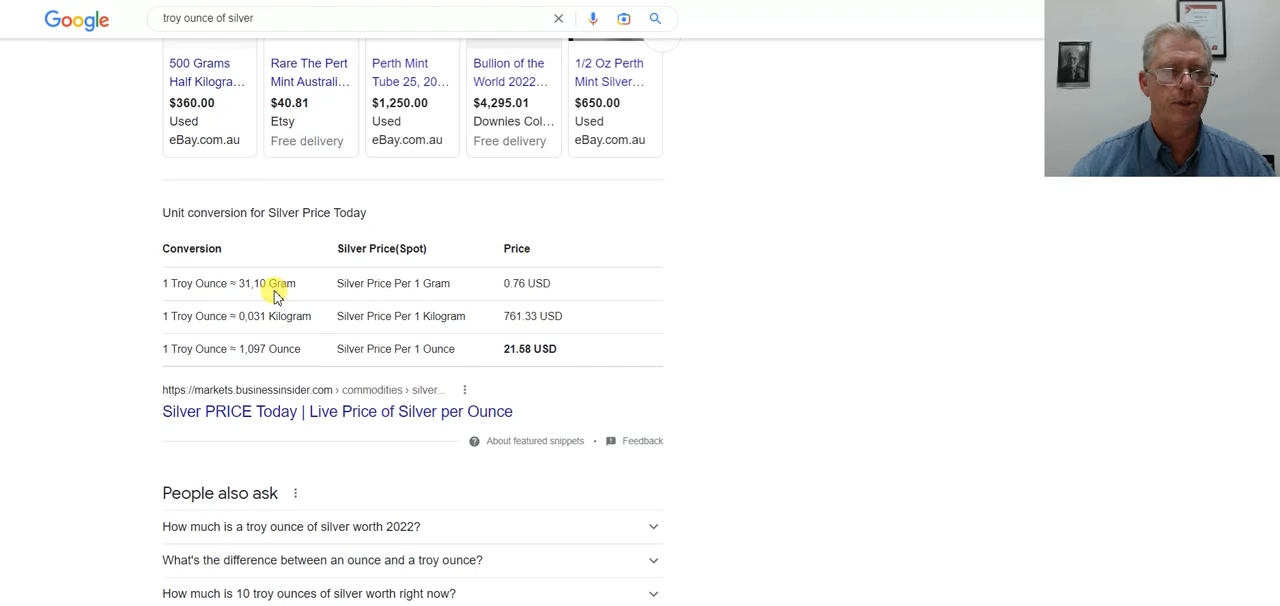 Google
troy ounce of silver
500 Grams
Half Kilogra...
$360.00
Used
eBay.com.au
Rare The Pert
Mint Australi...
$40.81
Etsy
Free delivery
Perth Mint
Tube 25, 20...
$1,250.00
Used
eBay.com.au
Bullion of the
World 2022...
$4,295.01
Downies Col...
Free delivery
1/2 Oz Perth
Mint Silver...
$650.00
Used
eBay.com.au
Unit conversion for Silver Price Today
Conversion Silver Price(Spot) Price
1 Troy Ounce ≈ 31,10 Gram Silver Price Per 1 Gram 0.76 USD
1 Troy Ounce ≈ 0,031 Kilogram Silver Price Per 1 Kilogram 761.33 USD
1 Troy Ounce ≈ 1,097 Ounce Silver Price Per 1 Ounce 21.58 USD
https://markets.businessinsider.com › commodities › silver...
Silver PRICE Today | Live Price of Silver per Ounce
About featured snippets • Feedback
People also ask
How much is a troy ounce of silver worth 2022?
What's the difference between an ounce and a troy ounce?
How much is 10 troy ounces of silver worth right now?